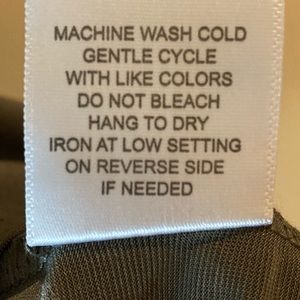 MACHINE WASH COLD
GENTLE CYCLE
WITH LIKE COLORS
DO NOT BLEACH
HANG TO DRY
IRON AT LOW SETTING
ON REVERSE SIDE
IF NEEDED